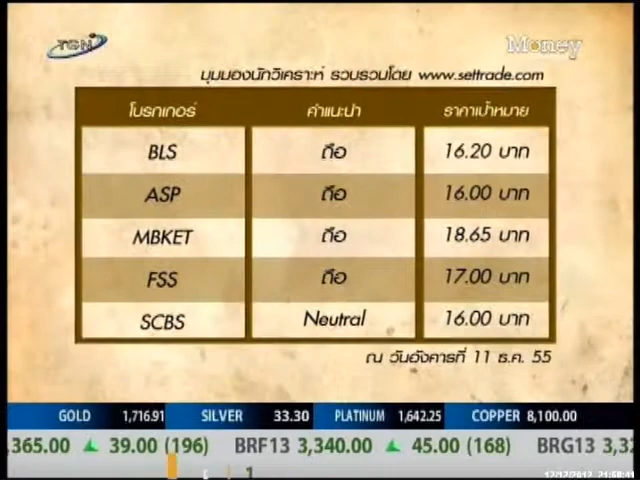 TGN
Money
มุมมองนักวิเคราะห์ รวบรวมโดย www.settrade.com
โบรกเกอร์ คำแนะนำ ราคาเป้าหมาย
BLS ถือ 16.20 บาท
ASP ถือ 16.00 บาท
MBKET ถือ 18.65 บาท
FSS ถือ 17.00 บาท
SCBS Neutral 16.00 บาท
ณ วันอังคารที่ 11 ธ.ค. 55
GOLD 1,716.91 SILVER 33.30 PLATINUM 1,642.25 COPPER 8,100.00
,365.00 39.00 (196) BRF13 3,340.00 45.00 (168) BRG13 3,3